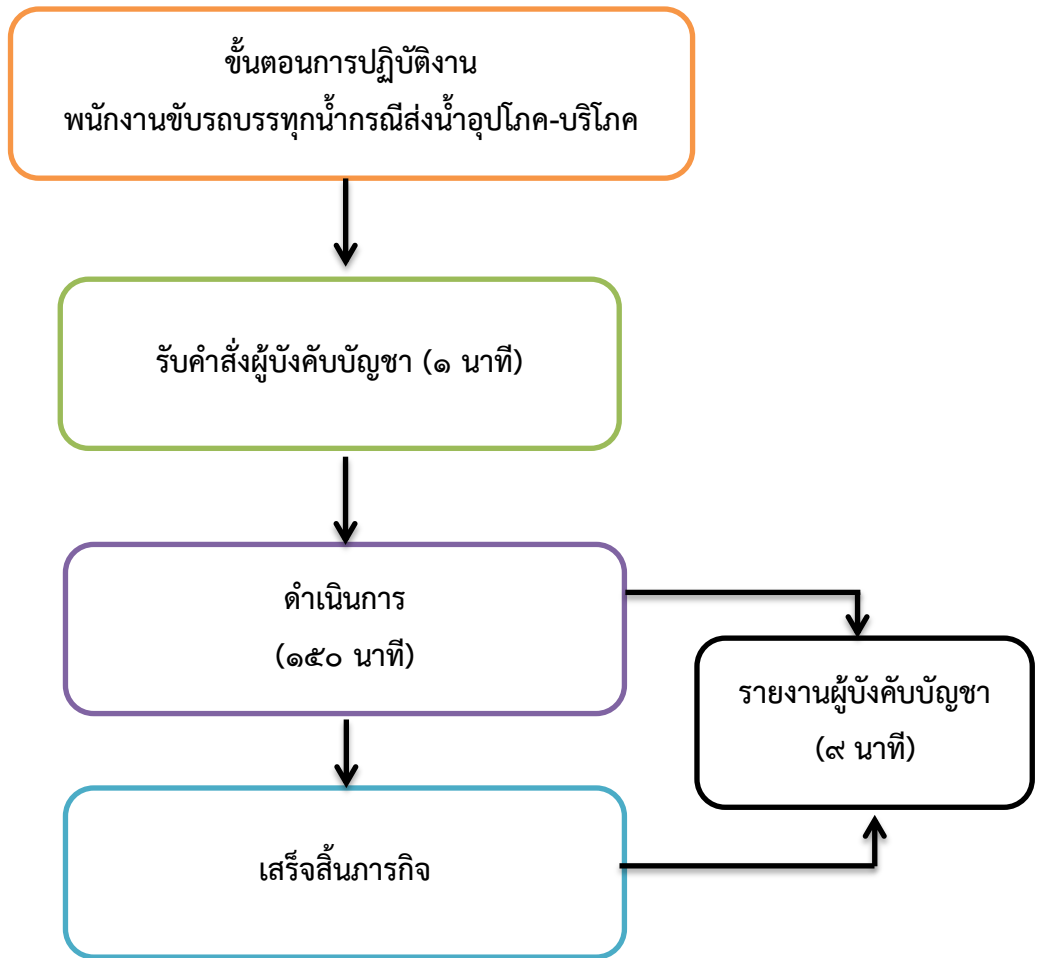 ขั้นตอนการปฏิบัติงาน
พนักงานขับรถบรรทุกน้ำกรณีส่งน้ำอุปโภค-บริโภค
รับคำสั่งผู้บังคับบัญชา (๑ นาที)
ดำเนินการ
(๑๕๐ นาที)
รายงานผู้บังคับบัญชา
(๙ นาที)
เสร็จสิ้นภารกิจ